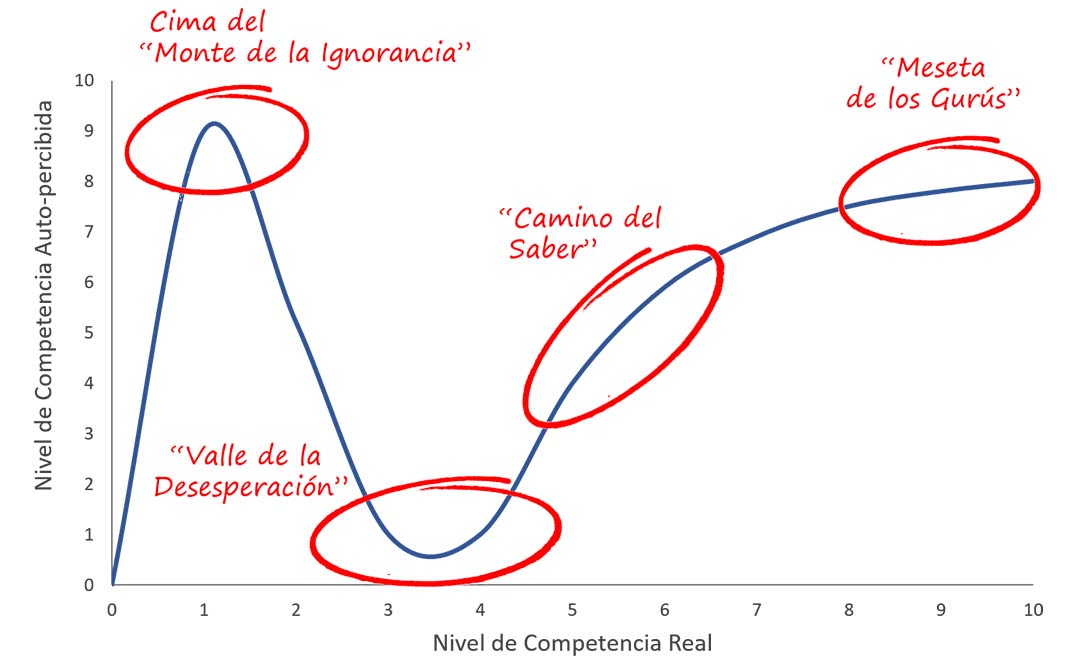 Cima del
“Monte de la Ignorancia”
“Meseta
de los Gurús”
“Camino del
Saber”
“Valle de la
Desesperación”
Nivel de Competencia Auto-percibida
10
9
8
7
6
5
4
3
2
1
0
0 1 2 3 4 5 6 7 8 9 10
Nivel de Competencia Real